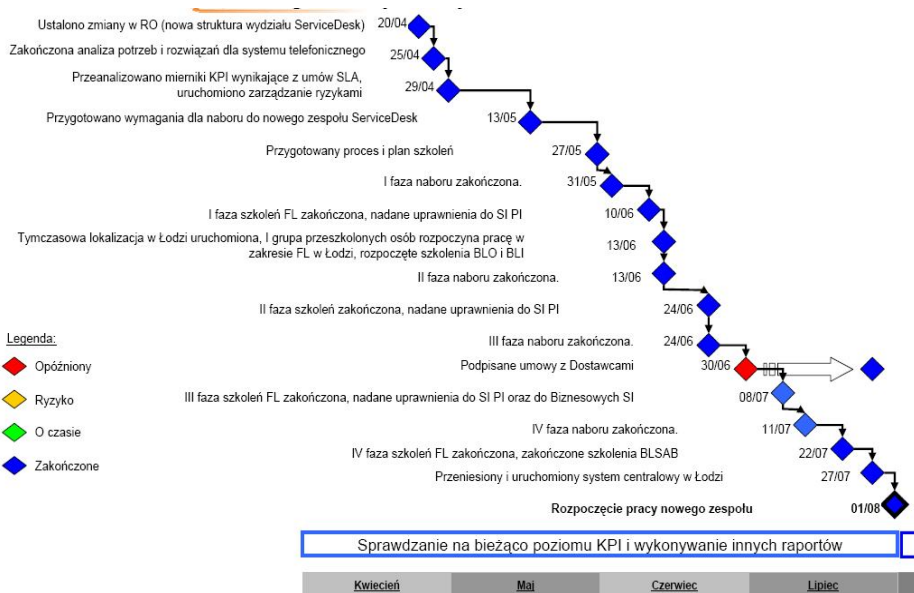 Ustalono zmiany w RO (nowa struktura wydziału ServiceDesk) 20/04
Zakończona analiza potrzeb i rozwiązań dla systemu telefonicznego 25/04
Przeanalizowano mierniki KPI wynikające z umów SLA,
uruchomiono zarządzanie ryzykami 29/04
Przygotowano wymagania dla naboru do nowego zespołu ServiceDesk 13/05
Przygotowany proces i plan szkoleń 27/05
I faza naboru zakończona. 31/05
I faza szkoleń FL zakończona, nadane uprawnienia do SI PI 10/06
Tymczasowa lokalizacja w Łodzi uruchomiona, I grupa przeszkolonych osób rozpoczyna pracę w
zakresie FL w Łodzi, rozpoczęte szkolenia BLO i BLI 13/06
II faza naboru zakończona. 13/06
II faza szkoleń zakończona, nadane uprawnienia do SI PI 24/06
III faza naboru zakończona. 24/06
Podpisane umowy z Dostawcami 30/06
III faza szkoleń FL zakończona, nadane uprawnienia do SI PI oraz do Biznesowych SI 08/07
IV faza naboru zakończona. 11/07
IV faza szkoleń FL zakończona, zakończone szkolenia BLSAB 22/07
Przeniesiony i uruchomiony system centralowy w Łodzi 27/07
Rozpoczęcie pracy nowego zespołu 01/08
Legenda:
Opóźniony
Ryzyko
O czasie
Zakończone
Sprawdzanie na bieżąco poziomu KPI i wykonywanie innych raportów
Kwiecień Maj Czerwiec Lipiec